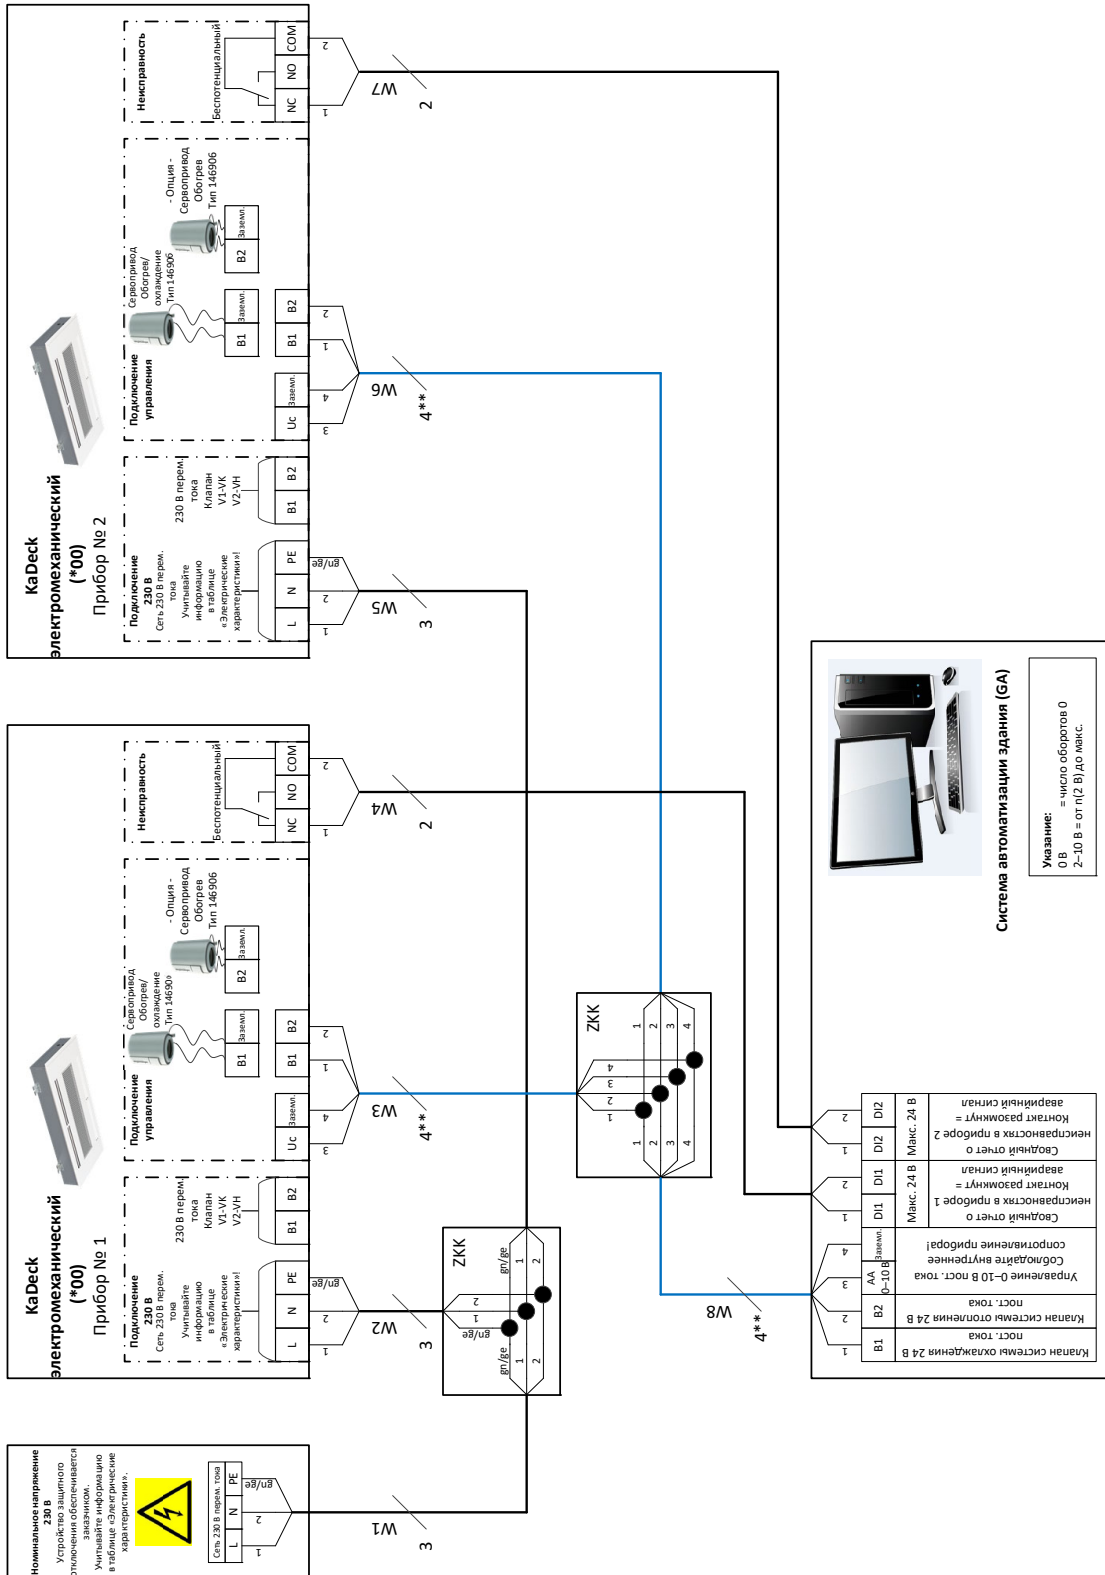 Номинальное напряжение
230 В
Устройство защитного
отключения обеспечивается
заказчиком.
Учитывайте информацию
в таблице «Электрические
характеристики».
Сеть 230 В перем. тока
L N PE
1 2 gn/ge
W1
3
KaDeck
электромеханический
(*00)
Прибор № 1
Подключение
230 В
Сеть 230 В перем.
тока
Учитывайте
информацию
в таблице
«Электрические
характеристики»!
230 В перем.
тока
Клапан
V1-VK
V2-VH
L N PE B1 B2
1 2 gn/ge
W2
3
Подключение
управления
Сервопривод
Обогрев/
охлаждение
Тип 14690
- Опция -
Сервопривод
Обогрев
Тип 146906
B1 Заземл.
B2 Заземл.
Uc Заземл. B1 B2
3 4 1 2
W3
4**
Неисправность
Беспотенциальный
NC NO COM
1 2
W4
2
KaDeck
электромеханический
(*00)
Прибор № 2
Подключение
230 В
Сеть 230 В перем.
тока
Учитывайте
информацию
в таблице
«Электрические
характеристики»!
230 В перем.
тока
Клапан
V1-VK
V2-VH
L N PE B1 B2
1 2 gn/ge
W5
3
Подключение
управления
Сервопривод
Обогрев/
охлаждение
Тип 146906
- Опция -
Сервопривод
Обогрев
Тип 146906
B1 Заземл.
B2 Заземл.
Uc Заземл. B1 B2
3 4 1 2
W6
4**
Неисправность
Беспотенциальный
NC NO COM
1 2
W7
2
ZKK
gn/ge 1 2
gn/ge 1 2
gn/ge 1 2
ZKK
1 2 3 4
1 2 3 4
1 2 3 4
W8
4**
1 2 3 4 1 2 1 2
B1 B2 AA 0–10 В Заземл. DI1 DI1 DI2 DI2
Клапан системы охлаждения 24 В
пост. тока
Клапан системы отопления 24 В
пост. тока
Управление 0–10 В пост. тока
Соблюдайте внутреннее
сопротивление прибора!
Макс. 24 В
Сводный отчет о
неисправностях в приборе 1
Контакт разомкнут =
аварийный сигнал
Макс. 24 В
Сводный отчет о
неисправностях в приборе 2
Контакт разомкнут =
аварийный сигнал
Система автоматизации здания (GA)
Указание:
0 В = число оборотов 0
2–10 В = от n(2 В) до макс.